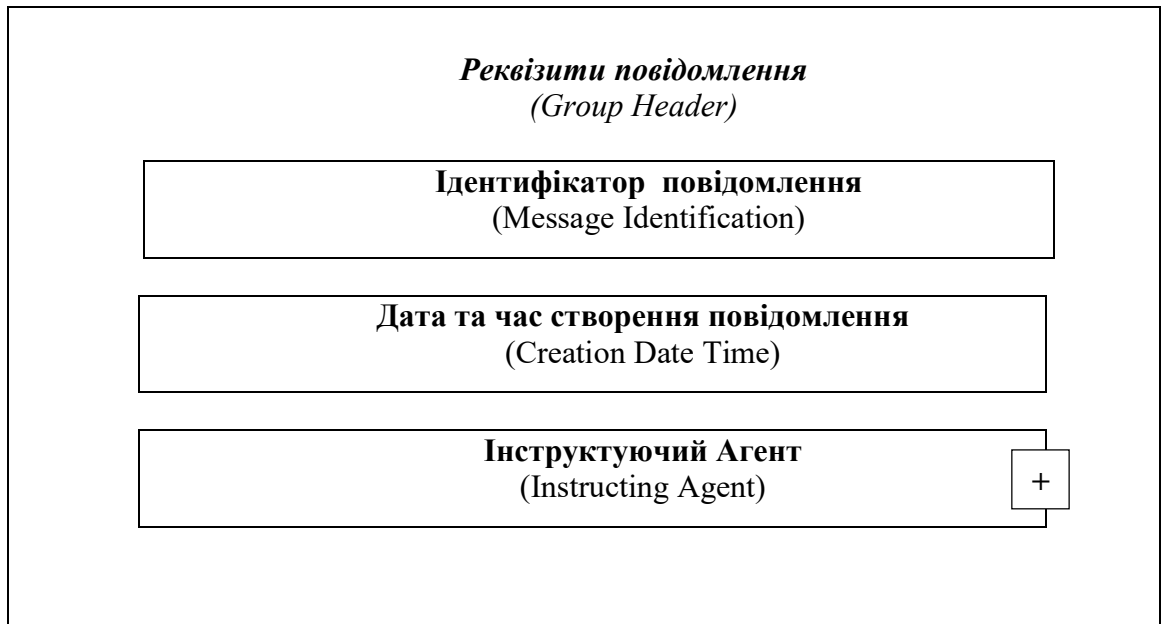 Реквізити повідомлення
(Group Header)
Ідентифікатор повідомлення
(Message Identification)
Дата та час створення повідомлення
(Creation Date Time)
Інструктуючий Агент
(Instructing Agent)
+